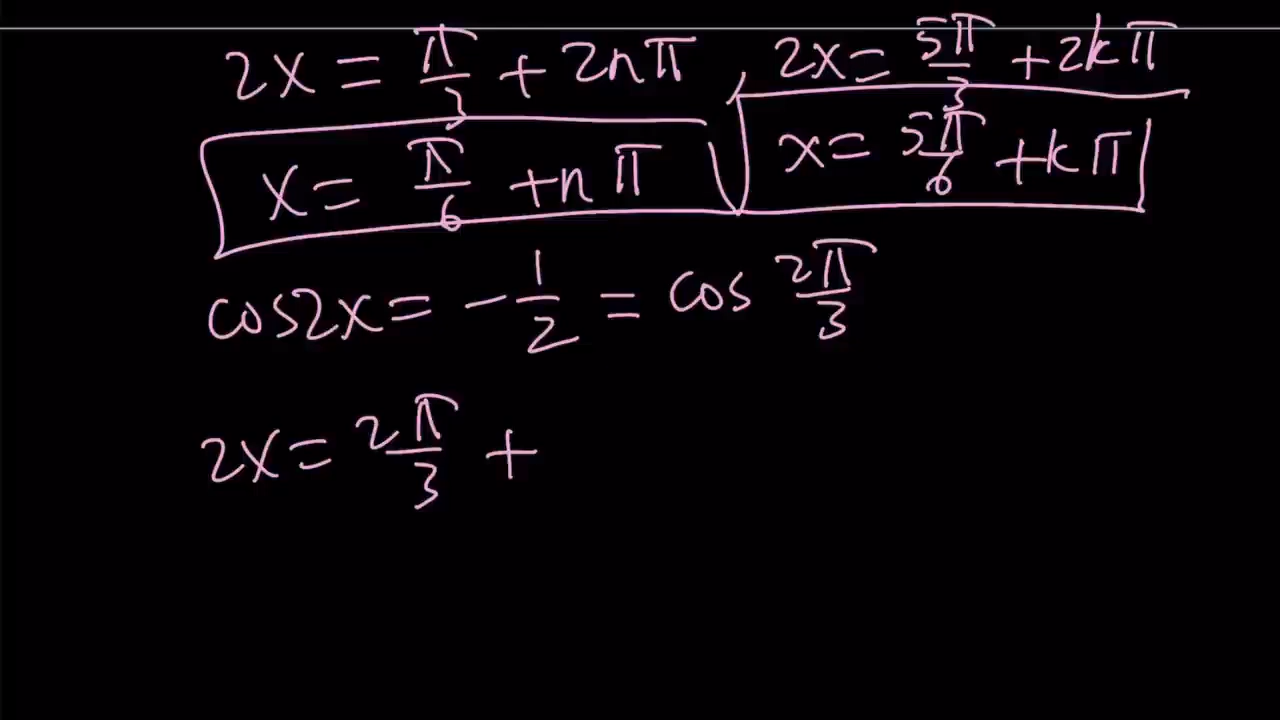 2x = π/3 + 2nπ   2x = 5π/3 + 2kπ
x = π/6 + nπ   x = 5π/6 + kπ
cos2x = -1/2 = cos 2π/3
2x = 2π/3 +